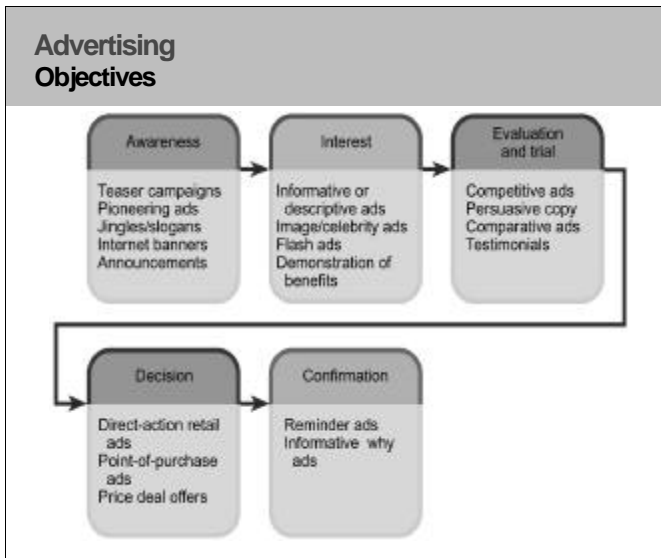 Advertising
Objectives
Awareness
Teaser campaigns
Pioneering ads
Jingles/slogans
Internet banners
Announcements
Interest
Informative or
descriptive ads
Image/celebrity ads
Flash ads
Demonstration of
benefits
Evaluation
and trial
Competitive ads
Persuasive copy
Comparative ads
Testimonials
Decision
Direct-action retail
ads
Point-of-purchase
ads
Price deal offers
Confirmation
Reminder ads
Informative why
ads